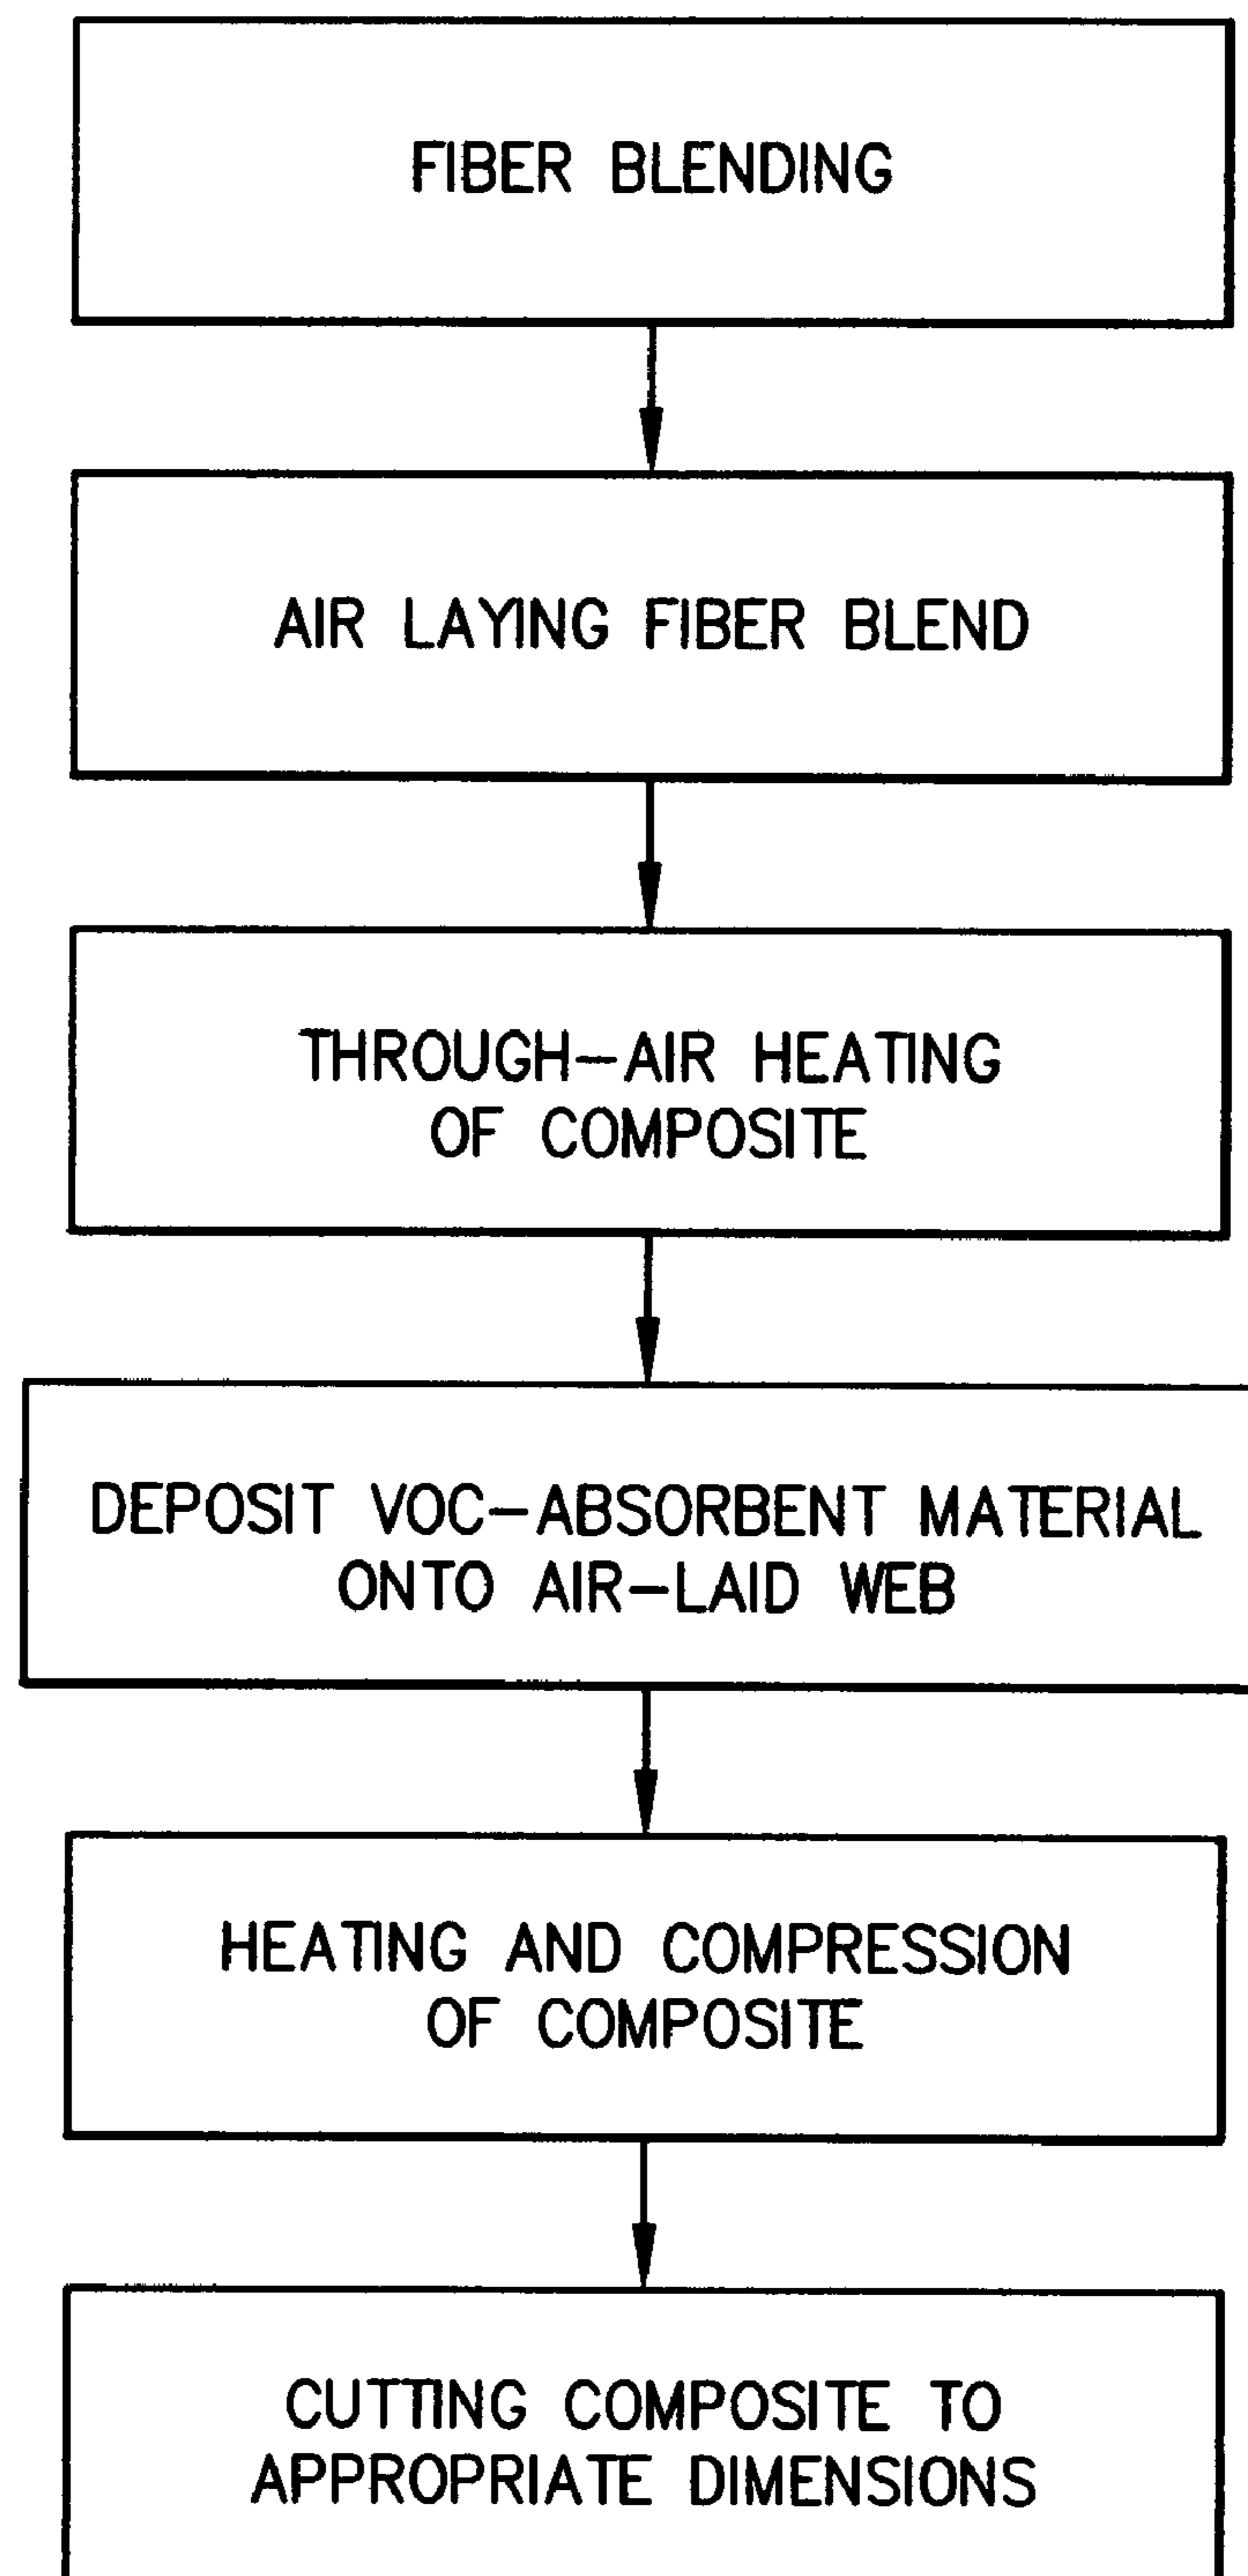 FIBER BLENDING
AIR LAYING FIBER BLEND
THROUGH-AIR HEATING
OF COMPOSITE
DEPOSIT VOC-ABSORBENT MATERIAL
ONTO AIR-LAID WEB
HEATING AND COMPRESSION
OF COMPOSITE
CUTTING COMPOSITE TO
APPROPRIATE DIMENSIONS